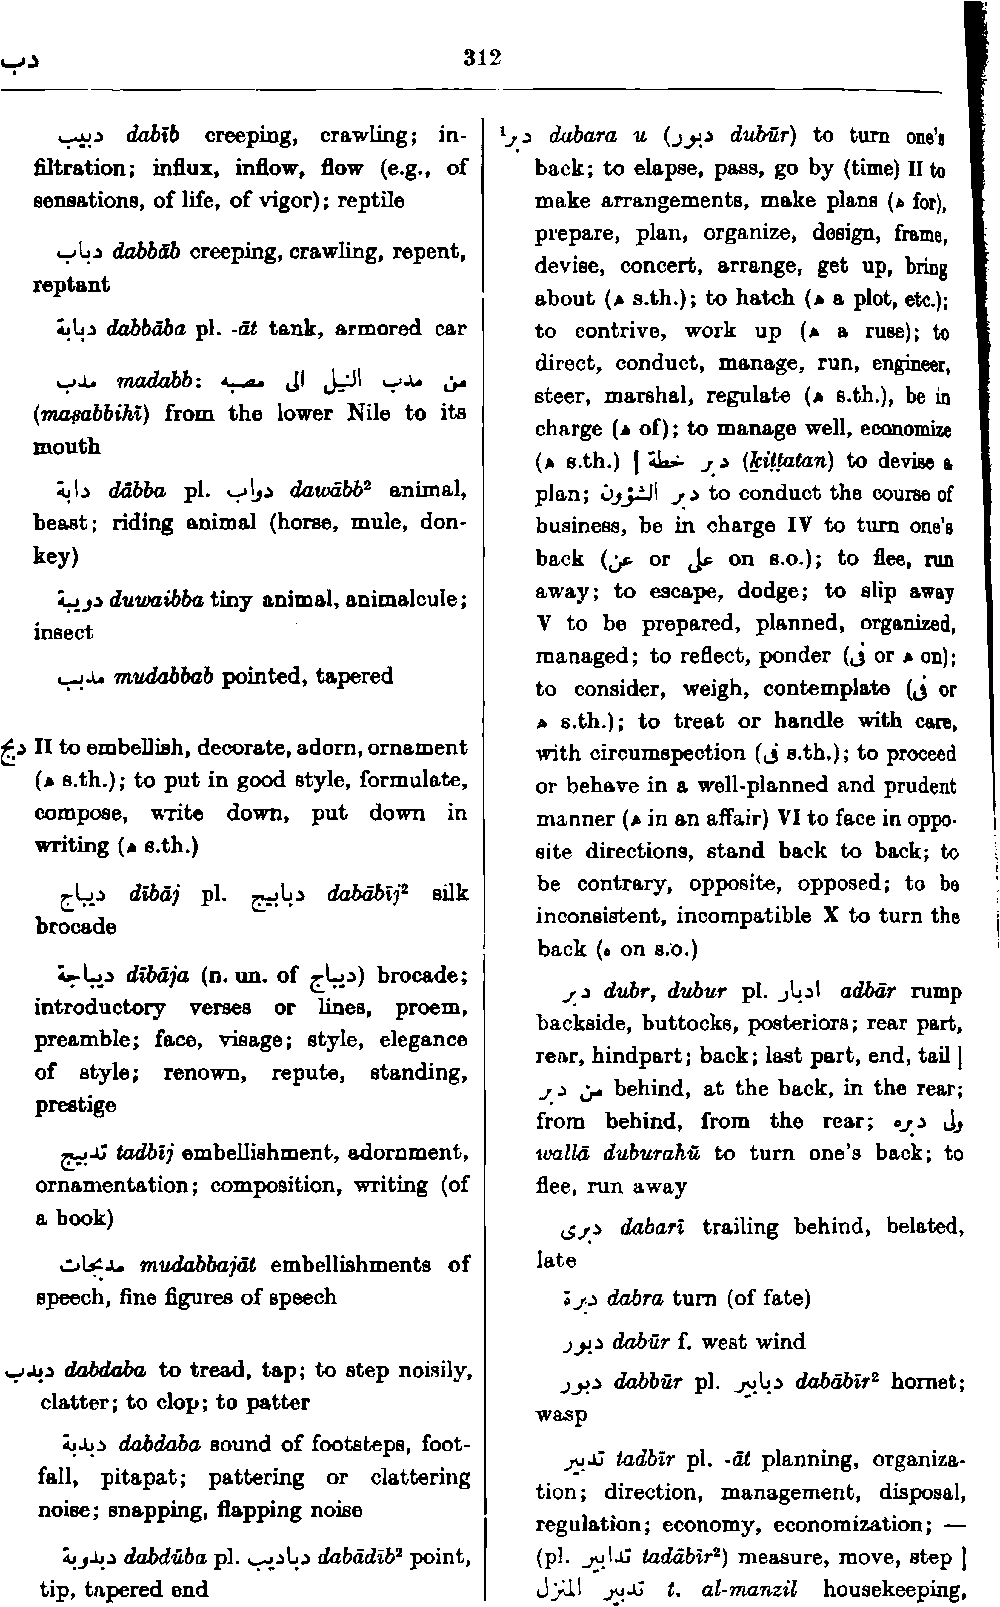 دب
312
دبيب dabīb creeping, crawling; in-
filtration; influx, inflow, flow (e.g., of
sensations, of life, of vigor); reptile
دباب dabbāb creeping, crawling, repent,
reptant
دبابة dabbāba pl. -āt tank, armored car
مدب madabb: من مدب النيل الى مصبه
(maṣabbihī) from the lower Nile to its
mouth
دابة dābba pl. دواب dawābb² animal,
beast; riding animal (horse, mule, don-
key)
دويبة duwaibba tiny animal, animalcule;
insect
مدبب mudabbab pointed, tapered
دبج II to embellish, decorate, adorn, ornament
(ه s.th.); to put in good style, formulate,
compose, write down, put down in
writing (ه s.th.)
ديباج dībāj pl. دبابيج dabābīj² silk
brocade
ديباجة dībāja (n. un. of ديباج) brocade;
introductory verses or lines, proem,
preamble; face, visage; style, elegance
of style; renown, repute, standing,
prestige
تدبيج tadbīj embellishment, adornment,
ornamentation; composition, writing (of
a book)
مدبجات mudabbajāt embellishments of
speech, fine figures of speech
دبدب dabdaba to tread, tap; to step noisily,
clatter; to clop; to patter
دبدبة dabdaba sound of footsteps, foot-
fall, pitapat; pattering or clattering
noise; snapping, flapping noise
دبدوبة dabdūba pl. دباديب dabādīb² point,
tip, tapered end
دبر¹ dabara u (دبور dubūr) to turn one's
back; to elapse, pass, go by (time) II to
make arrangements, make plans (ه for),
prepare, plan, organize, design, frame,
devise, concert, arrange, get up, bring
about (ه s.th.); to hatch (ه a plot, etc.);
to contrive, work up (ه a ruse); to
direct, conduct, manage, run, engineer,
steer, marshal, regulate (ه s.th.), be in
charge (ه of); to manage well, economize
(ه s.th.) | دبر خطة (ḵiṭṭatan) to devise a
plan; دبر الشؤون to conduct the course of
business, be in charge IV to turn one's
back (عن or على on s.o.); to flee, run
away; to escape, dodge; to slip away
V to be prepared, planned, organized,
managed; to reflect, ponder (فى or ه on);
to consider, weigh, contemplate (فى or
ه s.th.); to treat or handle with care,
with circumspection (فى s.th.); to proceed
or behave in a well-planned and prudent
manner (ه in an affair) VI to face in oppo-
site directions, stand back to back; to
be contrary, opposite, opposed; to be
inconsistent, incompatible X to turn the
back (ه on s.o.)
دبر dubr, dubur pl. ادبار adbār rump
backside, buttocks, posteriors; rear part,
rear, hindpart; back; last part, end, tail |
من دبر behind, at the back, in the rear;
from behind, from the rear; ولى دبره
wallā duburahū to turn one's back; to
flee, run away
دبرى dabarī trailing behind, belated,
late
دبرة dabra turn (of fate)
دبور dabūr f. west wind
دبور dabbūr pl. دبابير dabābīr² hornet;
wasp
تدبير tadbīr pl. -āt planning, organiza-
tion; direction, management, disposal,
regulation; economy, economization; —
(pl. تدابير tadābīr²) measure, move, step |
تدبير المنزل t. al-manzil housekeeping,